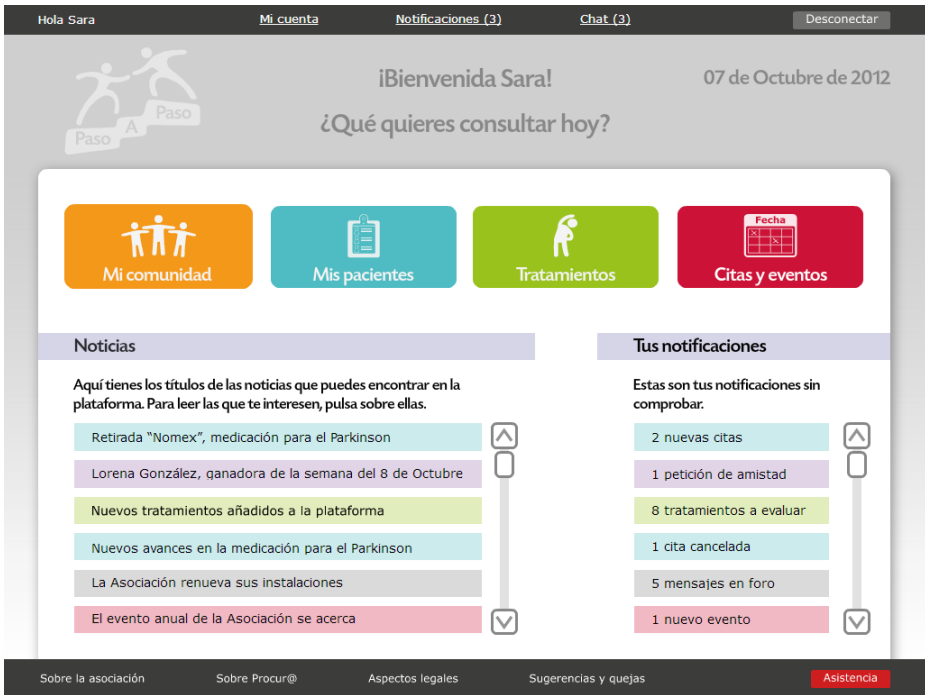 Hola Sara
Mi cuenta
Notificaciones (3)
Chat (3)
Desconectar
Paso
A
Paso
¡Bienvenida Sara!
07 de Octubre de 2012
¿Qué quieres consultar hoy?
Mi comunidad
Mis pacientes
Tratamientos
Fecha
Citas y eventos
Noticias
Aquí tienes los títulos de las noticias que puedes encontrar en la
plataforma. Para leer las que te interesen, pulsa sobre ellas.
Retirada “Nomex”, medicación para el Parkinson
Lorena González, ganadora de la semana del 8 de Octubre
Nuevos tratamientos añadidos a la plataforma
Nuevos avances en la medicación para el Parkinson
La Asociación renueva sus instalaciones
El evento anual de la Asociación se acerca
Tus notificaciones
Estas son tus notificaciones sin
comprobar.
2 nuevas citas
1 petición de amistad
8 tratamientos a evaluar
1 cita cancelada
5 mensajes en foro
1 nuevo evento
Sobre la asociación
Sobre Procur@
Aspectos legales
Sugerencias y quejas
Asistencia